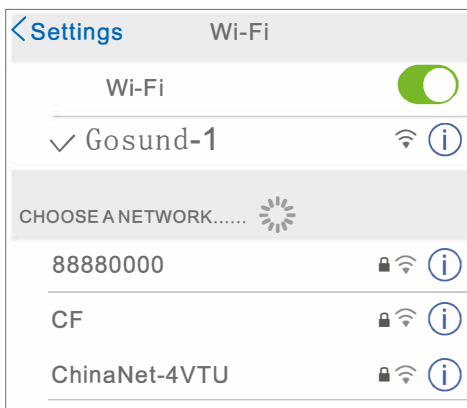 Settings Wi-Fi
Wi-Fi
Gosund-1
CHOOSE A NETWORK......
88880000
CF
ChinaNet-4VTU